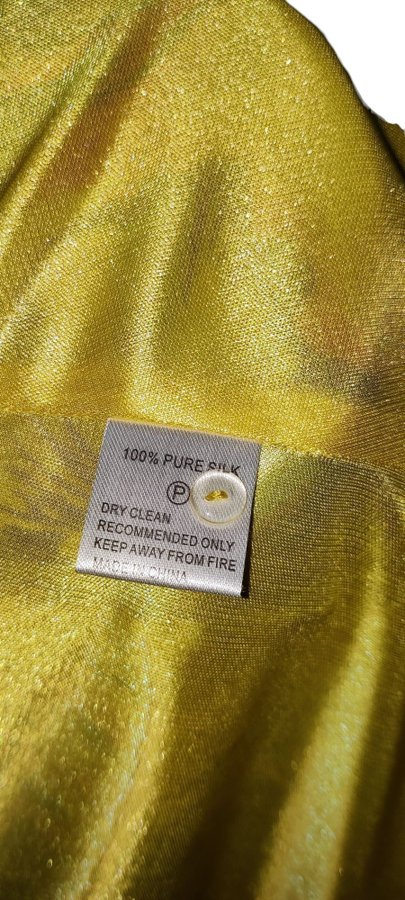 100% PURE SILK
P
DRY CLEAN
RECOMMENDED ONLY
KEEP AWAY FROM FIRE
MADE IN CHINA